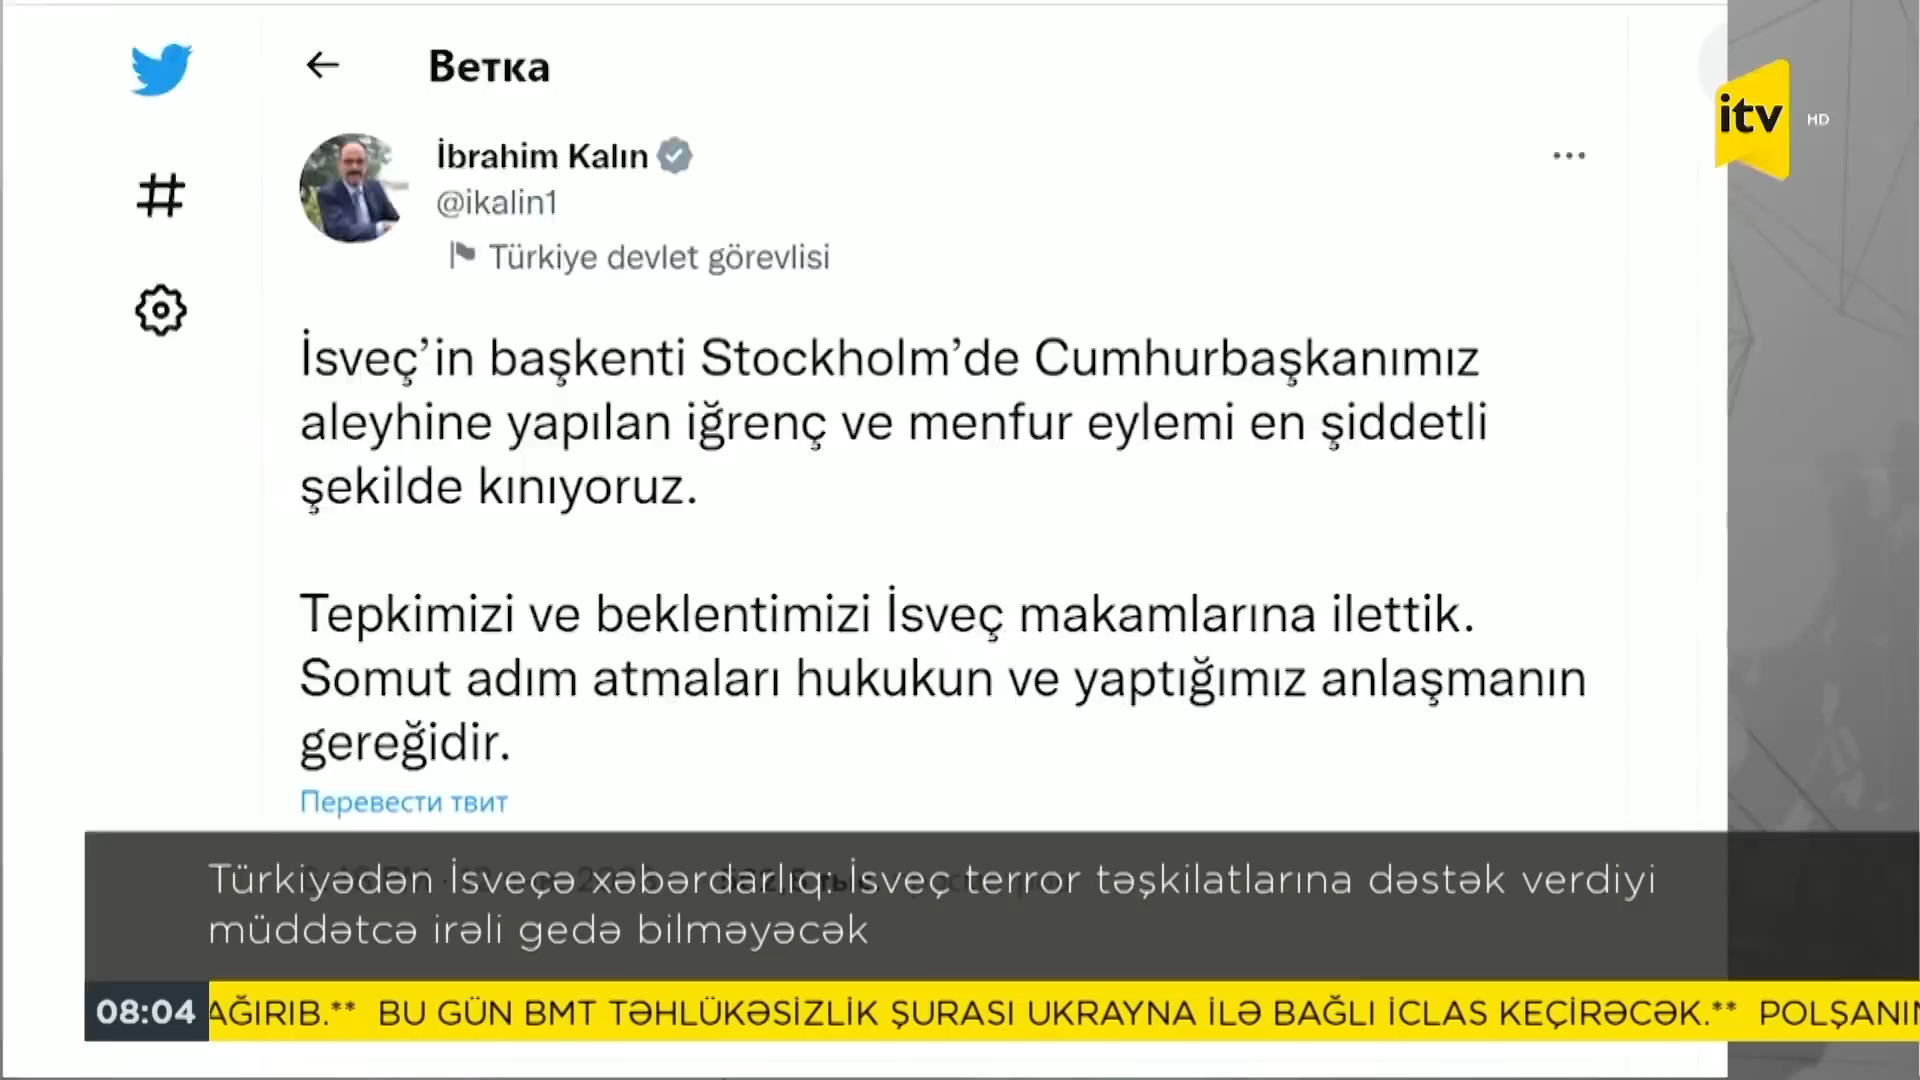 Ветка
itv HD
İbrahim Kalın
@ikalin1
Türkiye devlet görevlisi
İsveç’in başkenti Stockholm’de Cumhurbaşkanımız
aleyhine yapılan iğrenç ve menfur eylemi en şiddetli
şekilde kınıyoruz.
Tepkimizi ve beklentimizi İsveç makamlarına ilettik.
Somut adım atmaları hukukun ve yaptığımız anlaşmanın
gereğidir.
Перевести твит
Türkiyədən İsveçə xəbərdarlıq. İsveç terror təşkilatlarına dəstək verdiyi
müddətcə irəli gedə bilməyəcək
08:04 AĞIRIB.** BU GÜN BMT TƏHLÜKƏSİZLİK ŞURASI UKRAYNA İLƏ BAĞLI İCLAS KEÇİRƏCƏK.** POLŞANIN